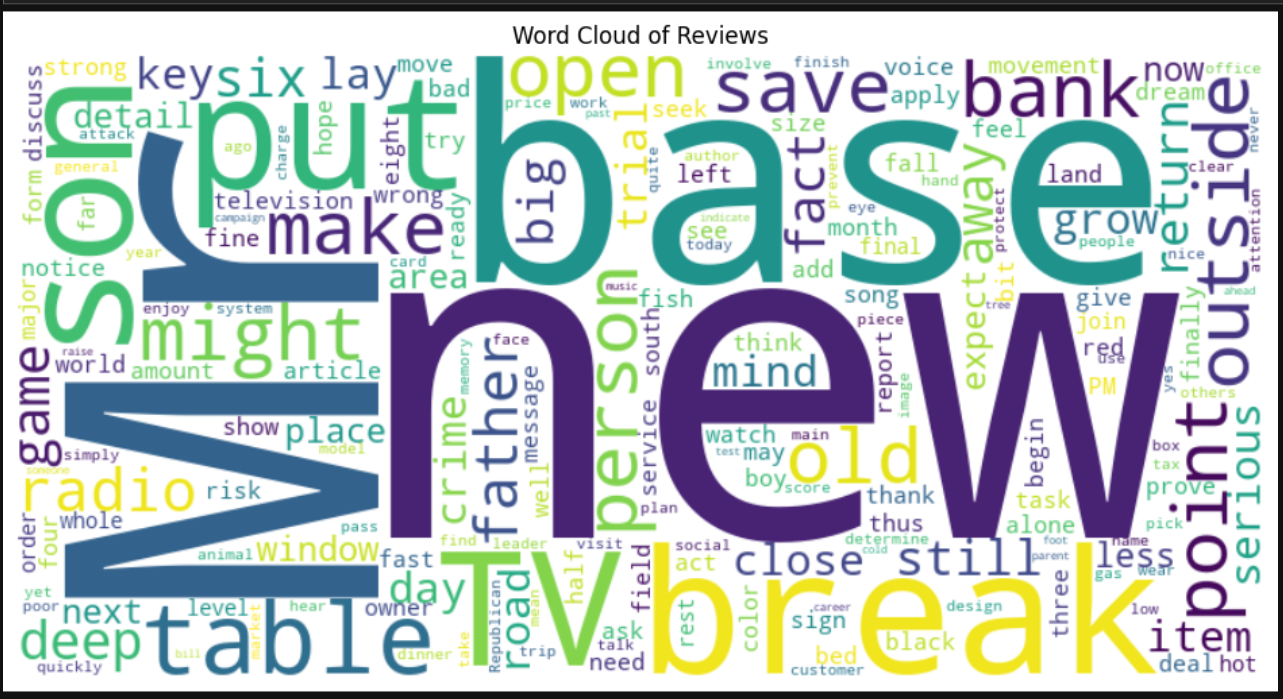 Word Cloud of Reviews
strong
key
six
lay
move
open
involve
finish
voice
movement
now
office
discuss
detail
attack
put
bad
price
work
past
seek
save
apply
bank
dream
son
general
ago
charge
hope
eight
try
base
big
trial
quite
size
author
left
fact
prevent
fall
hand
feel
land
return
clear
outside
never
form
far
television
campaign
wrong
ready
indicate
see
today
eye
month
final
away
protect
grow
people
nice
attention
year
fine
make
notice
Mr
card
area
person
music
fish
add
song
expect
bit
tree
give
ahead
major
enjoy
system
might
new
south
think
mind
piece
report
image
join
red
use
PM
yes
finally
others
raise
world
amount
article
face
memory
father
message
game
show
place
model
crime
service
watch
main
test
may
old
boy
score
begin
box
tax
point
serious
simply
someone
radio
risk
well
plan
thank
task
prove
order
four
whole
pass
thus
alone
pick
animal
window
fast
find
leader
visit
half
field
social
act
close
determine
cold
still
foot
parent
name
less
gas
wear
yet
poor
next
level
market
hear
owner
day
TV
road
Republican
mean
break
rest
color
career
sign
design
three
low
item
deep
quickly
table
bill
dinner
take
trip
ask
talk
need
bed
customer
black
deal
hot